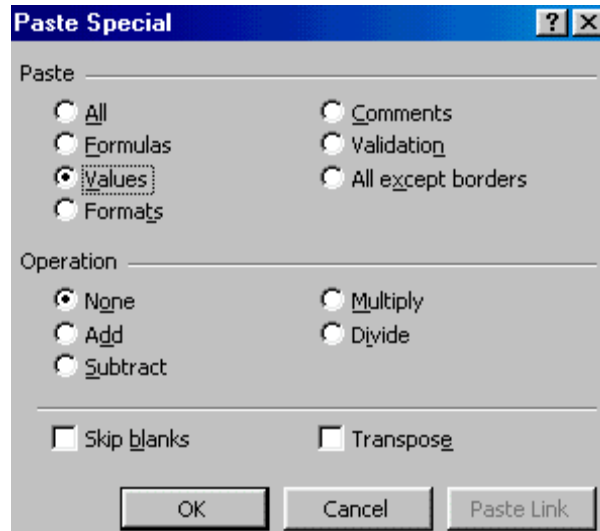 Paste Special ? X
Paste
All Comments
Formulas Validation
Values All except borders
Formats
Operation
None Multiply
Add Divide
Subtract
Skip blanks Transpose
OK Cancel Paste Link